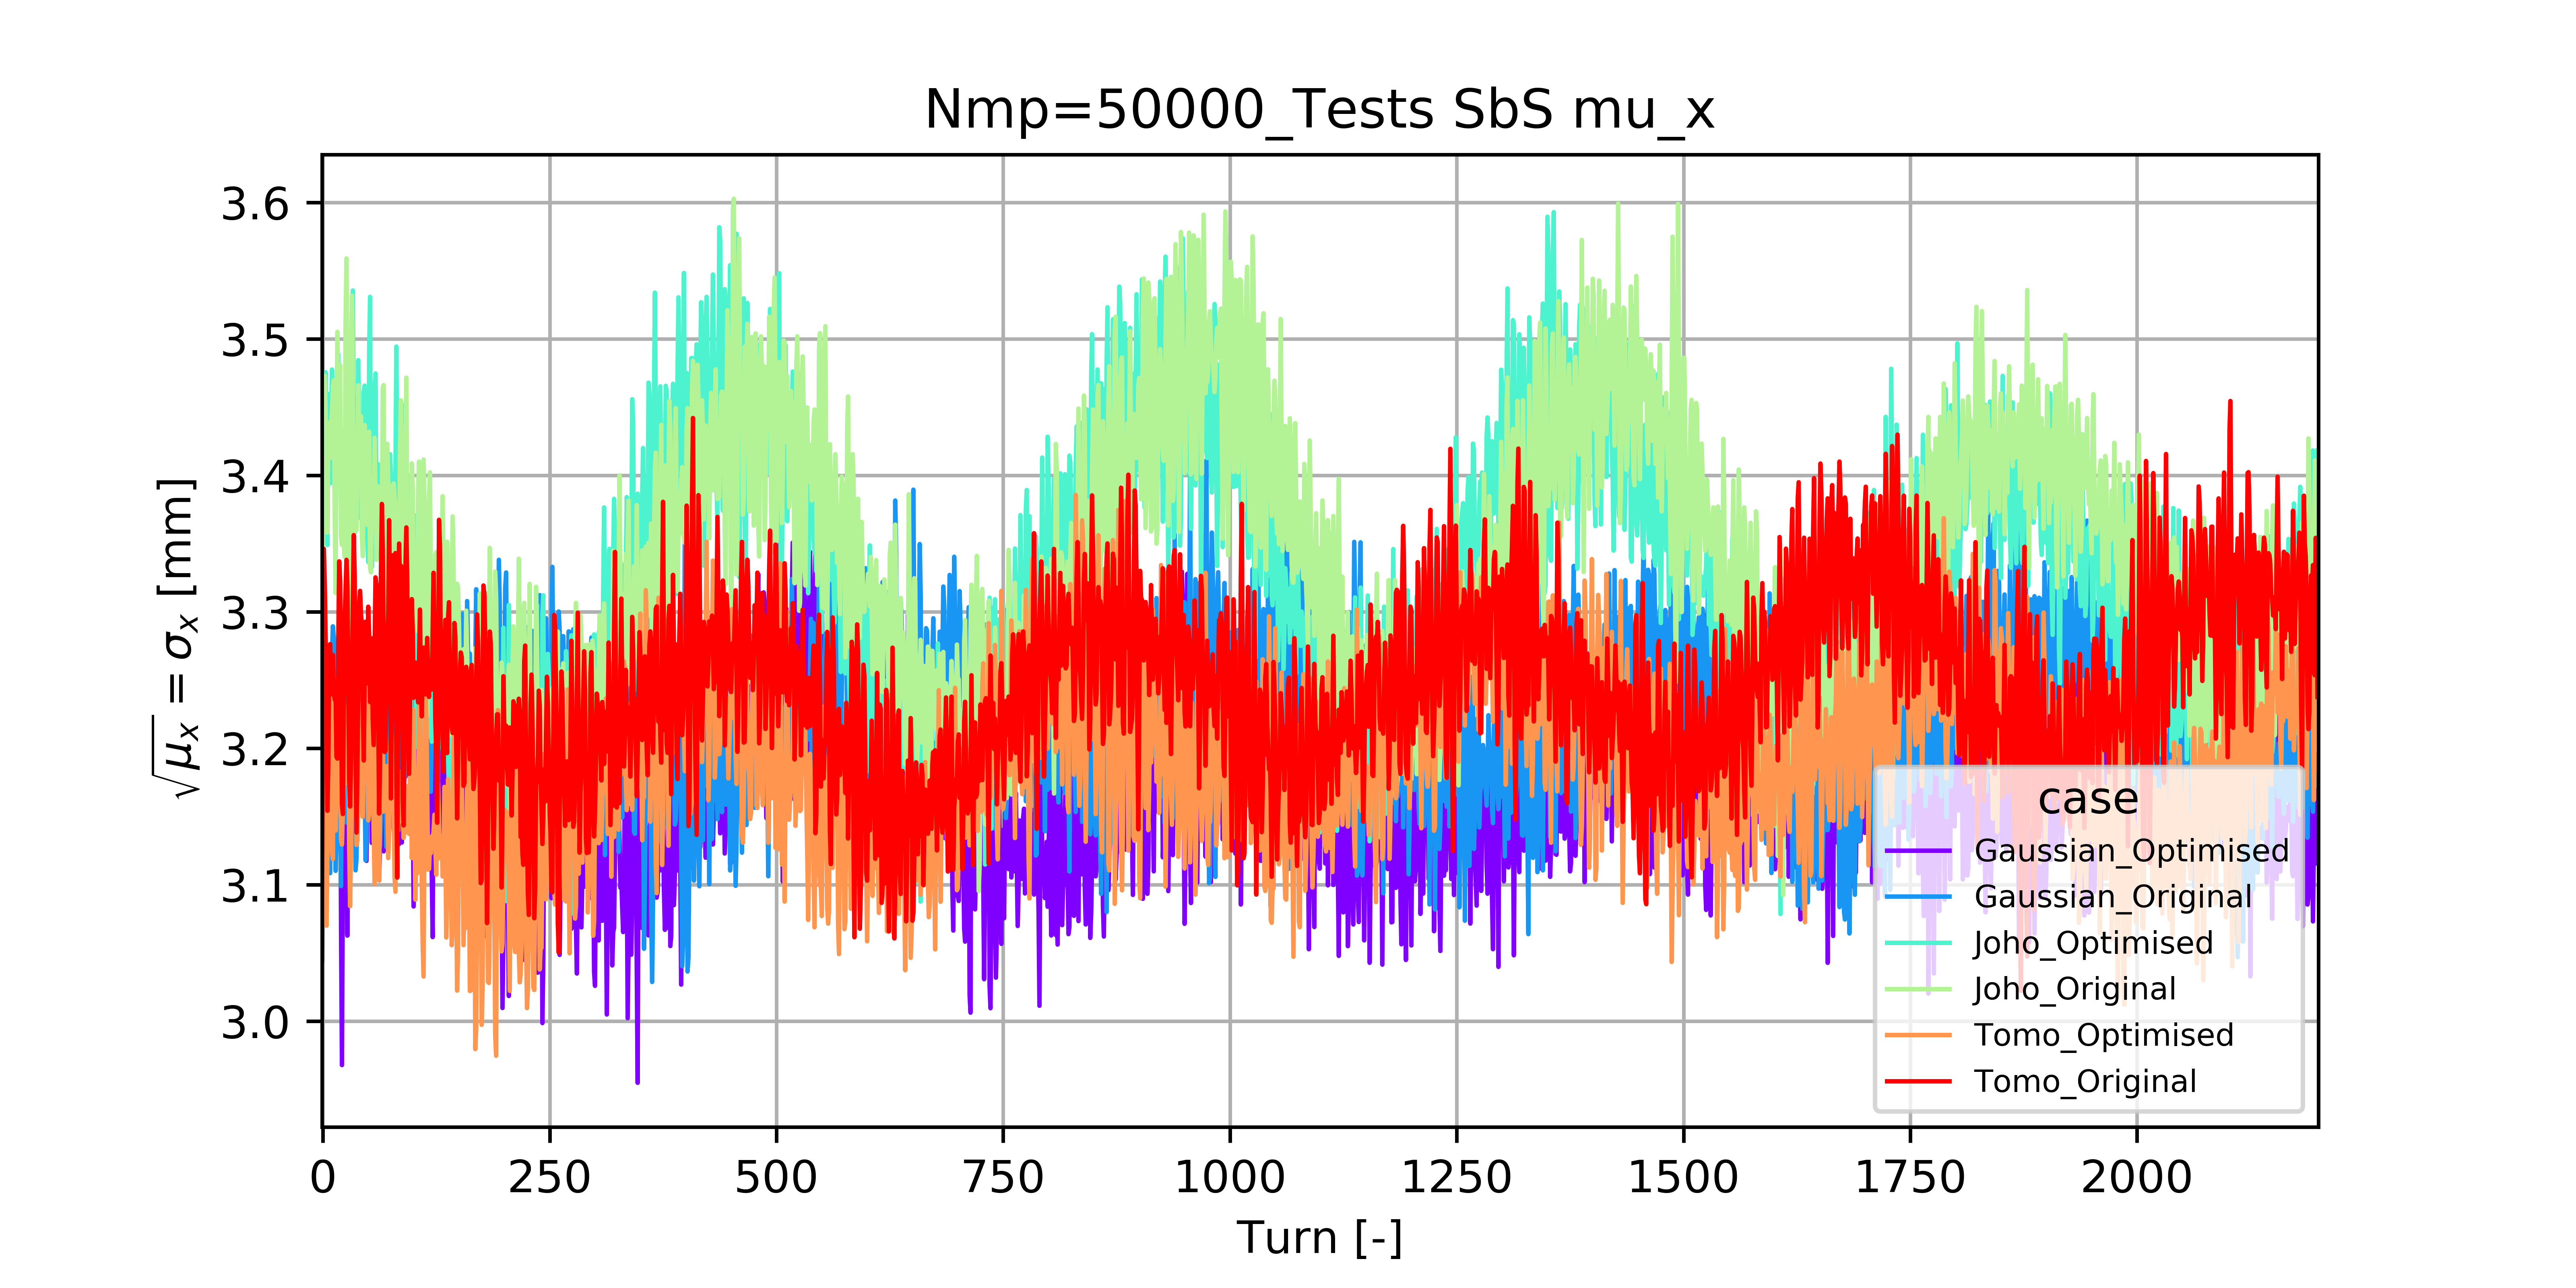 Nmp=50000_Tests SbS mu_x
√μₓ = σₓ [mm]
3.6
3.5
3.4
3.3
3.2
3.1
3.0
case
Gaussian_Optimised
Gaussian_Original
Joho_Optimised
Joho_Original
Tomo_Optimised
Tomo_Original
0 250 500 750 1000 1250 1500 1750 2000
Turn [-]